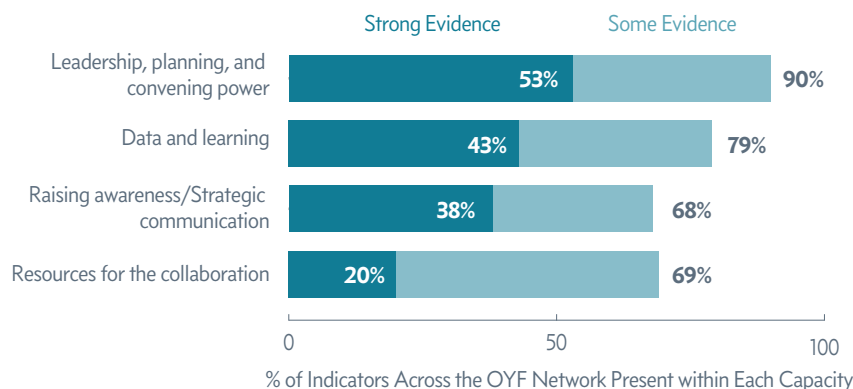 Strong Evidence Some Evidence
Leadership, planning, and
convening power
53% 90%
Data and learning
43% 79%
Raising awareness/Strategic
communication
38% 68%
Resources for the collaboration
20% 69%
0 50 100
% of Indicators Across the OYF Network Present within Each Capacity